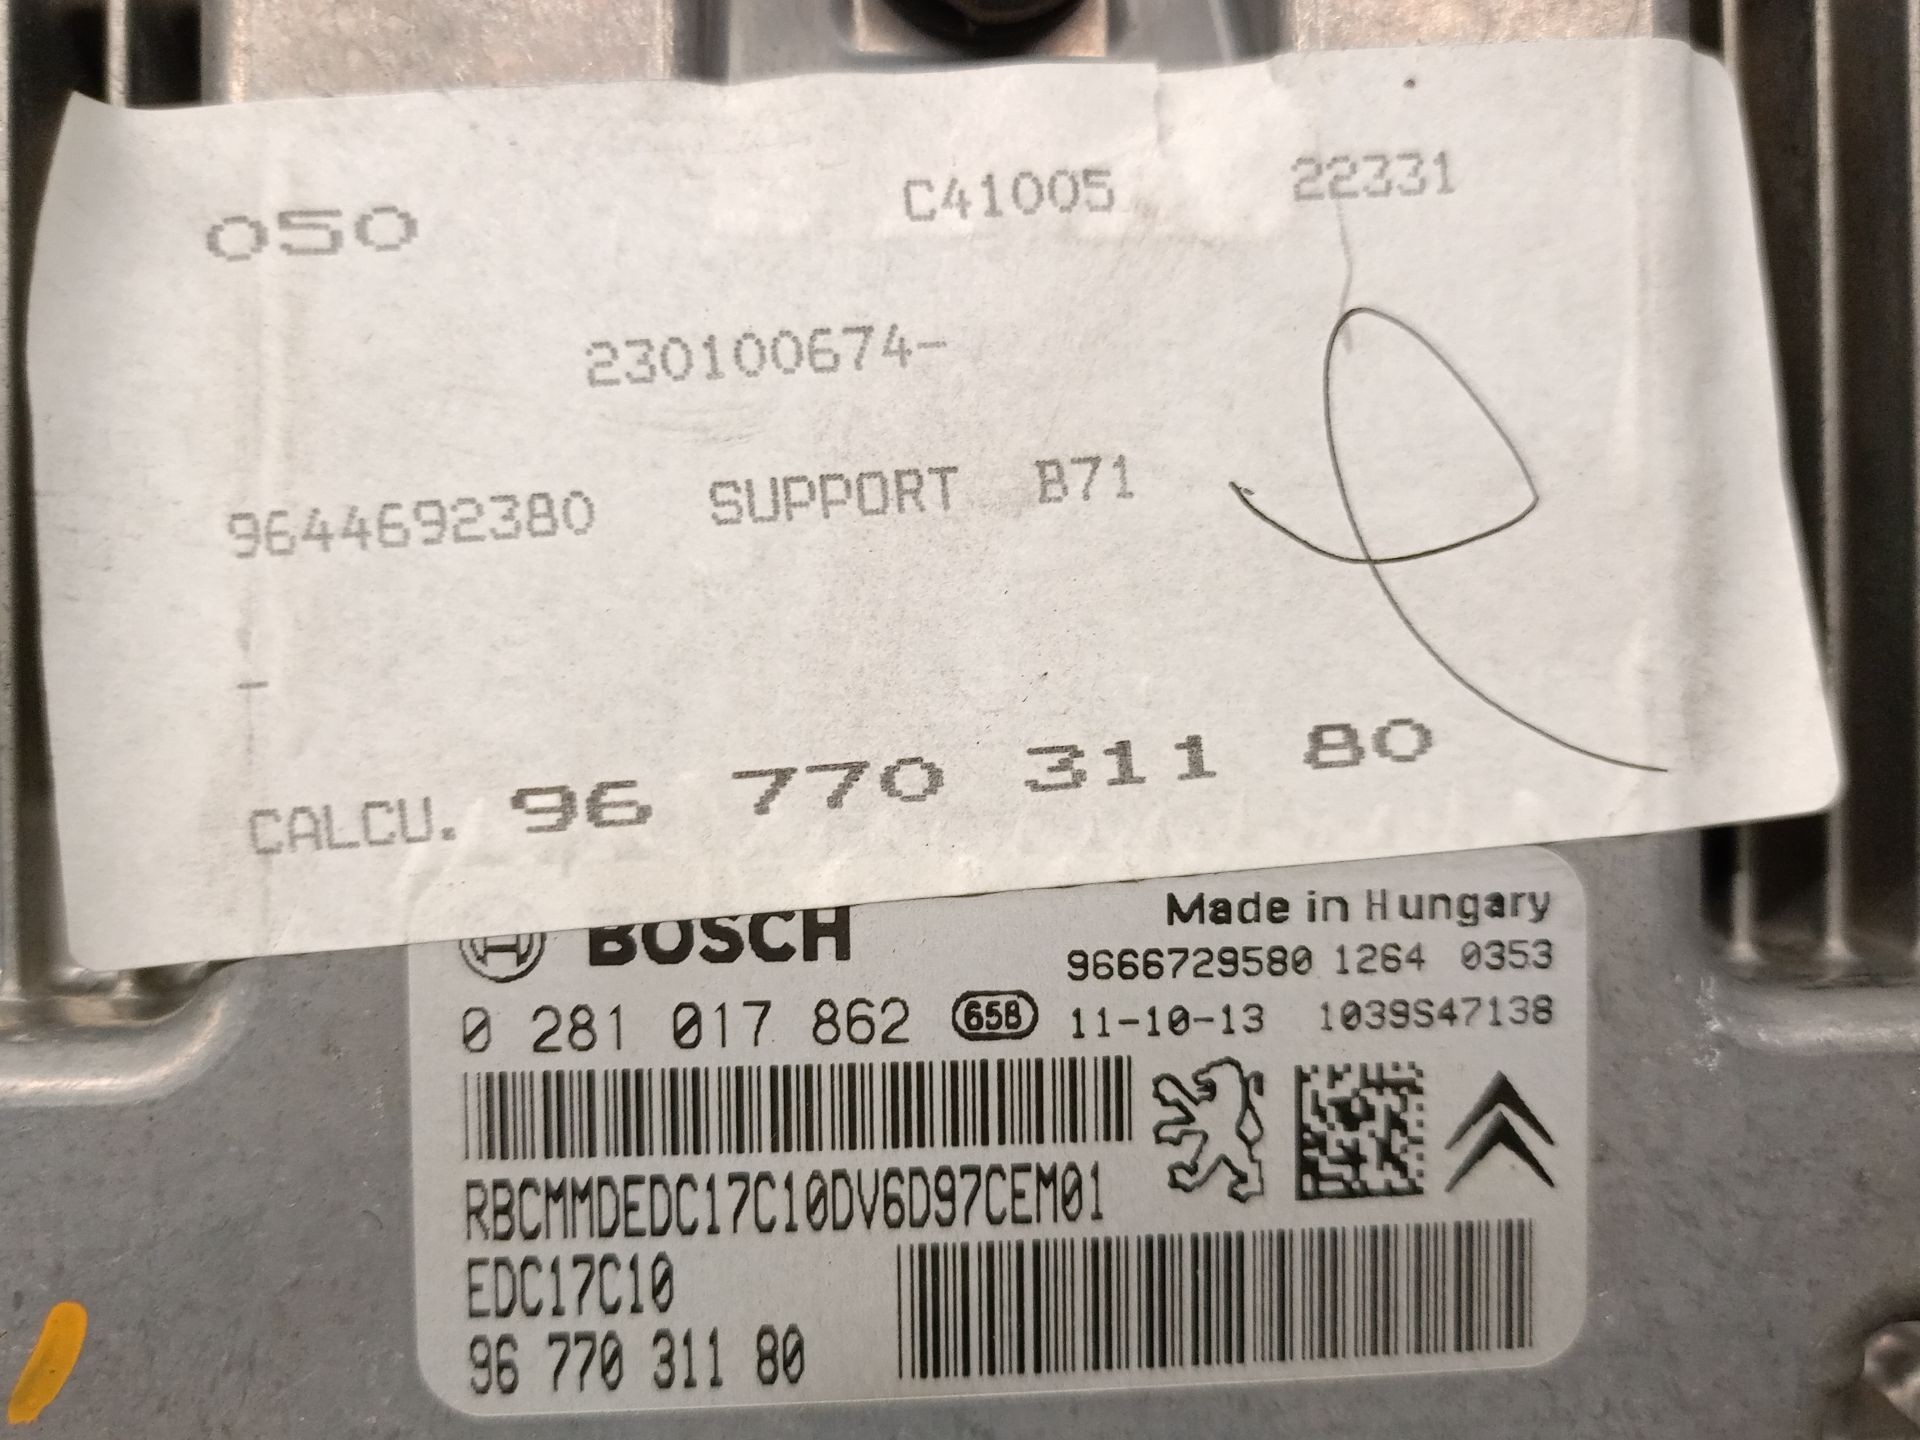 050 C41005 22331
230100674-
9644692380 SUPPORT B71
-
CALCU. 96 770 311 80
BOSCH
Made in Hungary
9666729580 1264 0353
0 281 017 862 65B 11-10-13 1039S47138
RBCMMDEDC17C10DV6D97CEM01
EDC17C10
96 770 311 80